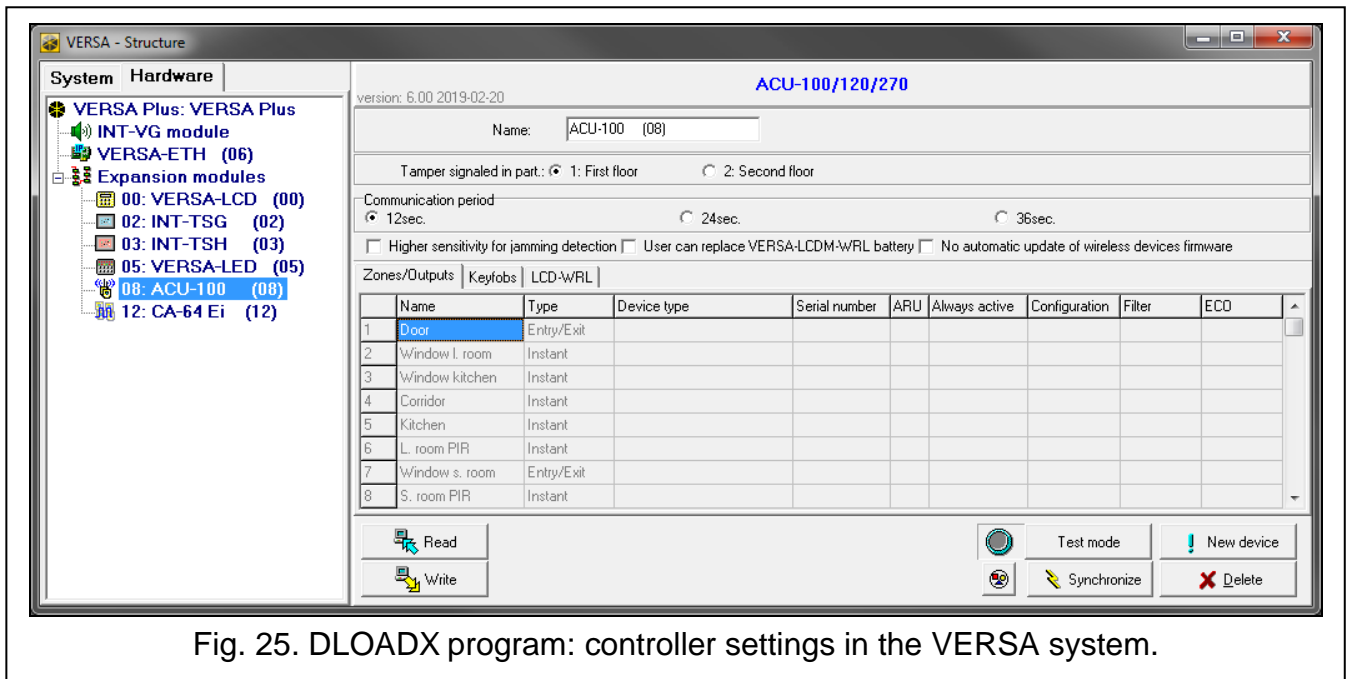 VERSA - Structure
System Hardware
VERSA Plus: VERSA Plus
INT-VG module
VERSA-ETH (06)
Expansion modules
00: VERSA-LCD (00)
02: INT-TSG (02)
03: INT-TSH (03)
05: VERSA-LED (05)
08: ACU-100 (08)
12: CA-64 Ei (12)
ACU-100/120/270
version: 6.00 2019-02-20
Name: ACU-100 (08)
Tamper signaled in part.: 1: First floor 2: Second floor
Communication period
12sec. 24sec. 36sec.
Higher sensitivity for jamming detection User can replace VERSA-LCDM-WRL battery No automatic update of wireless devices firmware
Zones/Outputs Keyfobs LCD-WRL
Name Type Device type Serial number ARU Always active Configuration Filter ECO
1 Door Entry/Exit
2 Window l. room Instant
3 Window kitchen Instant
4 Corridor Instant
5 Kitchen Instant
6 L. room PIR Instant
7 Window s. room Entry/Exit
8 S. room PIR Instant
Read Test mode New device
Write Synchronize Delete
Fig. 25. DLOADX program: controller settings in the VERSA system.